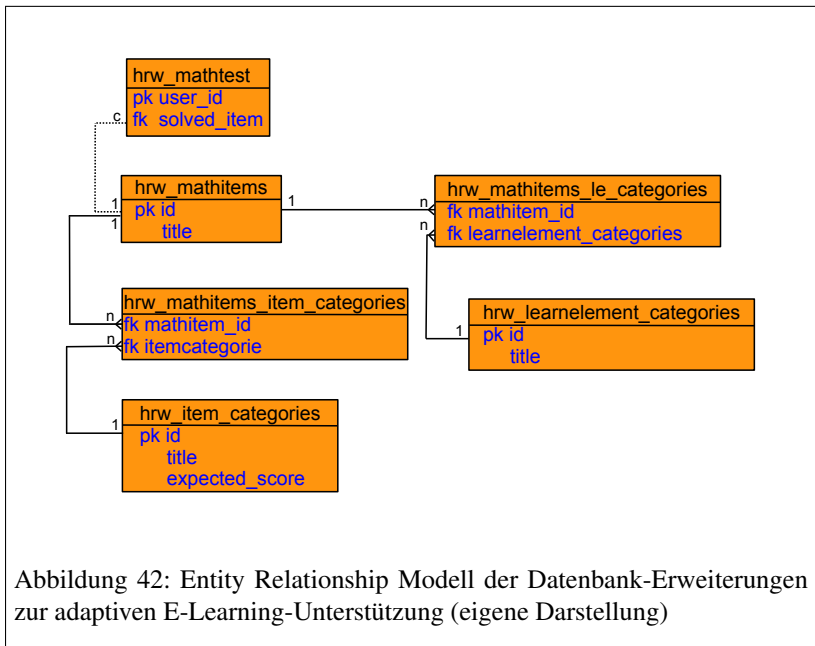 hrw_mathtest
pk user_id
fk solved_item
c
1
hrw_mathitems
pk id
title
1
1
n
hrw_mathitems_le_categories
fk mathitem_id
fk learnelement_categories
n
hrw_mathitems_item_categories
fk mathitem_id
fk itemcategorie
n
n
hrw_learnelement_categories
pk id
title
1
hrw_item_categories
pk id
title
expected_score
1
Abbildung 42: Entity Relationship Modell der Datenbank-Erweiterungen
zur adaptiven E-Learning-Unterstützung (eigene Darstellung)